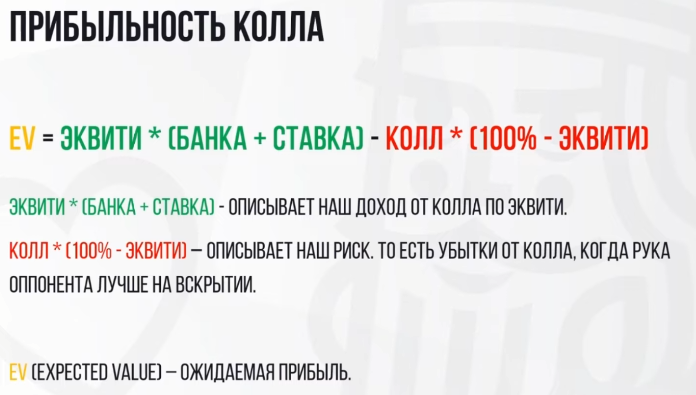 ПРИБЫЛЬНОСТЬ КОЛЛА
EV = ЭКВИТИ * (БАНКА + СТАВКА) - КОЛЛ * (100% - ЭКВИТИ)
ЭКВИТИ * (БАНКА + СТАВКА) - ОПИСЫВАЕТ НАШ ДОХОД ОТ КОЛЛА ПО ЭКВИТИ.
КОЛЛ * (100% - ЭКВИТИ) – ОПИСЫВАЕТ НАШ РИСК. ТО ЕСТЬ УБЫТКИ ОТ КОЛЛА, КОГДА РУКА
ОППОНЕНТА ЛУЧШЕ НА ВСКРЫТИИ.
EV (EXPECTED VALUE) – ОЖИДАЕМАЯ ПРИБЫЛЬ.